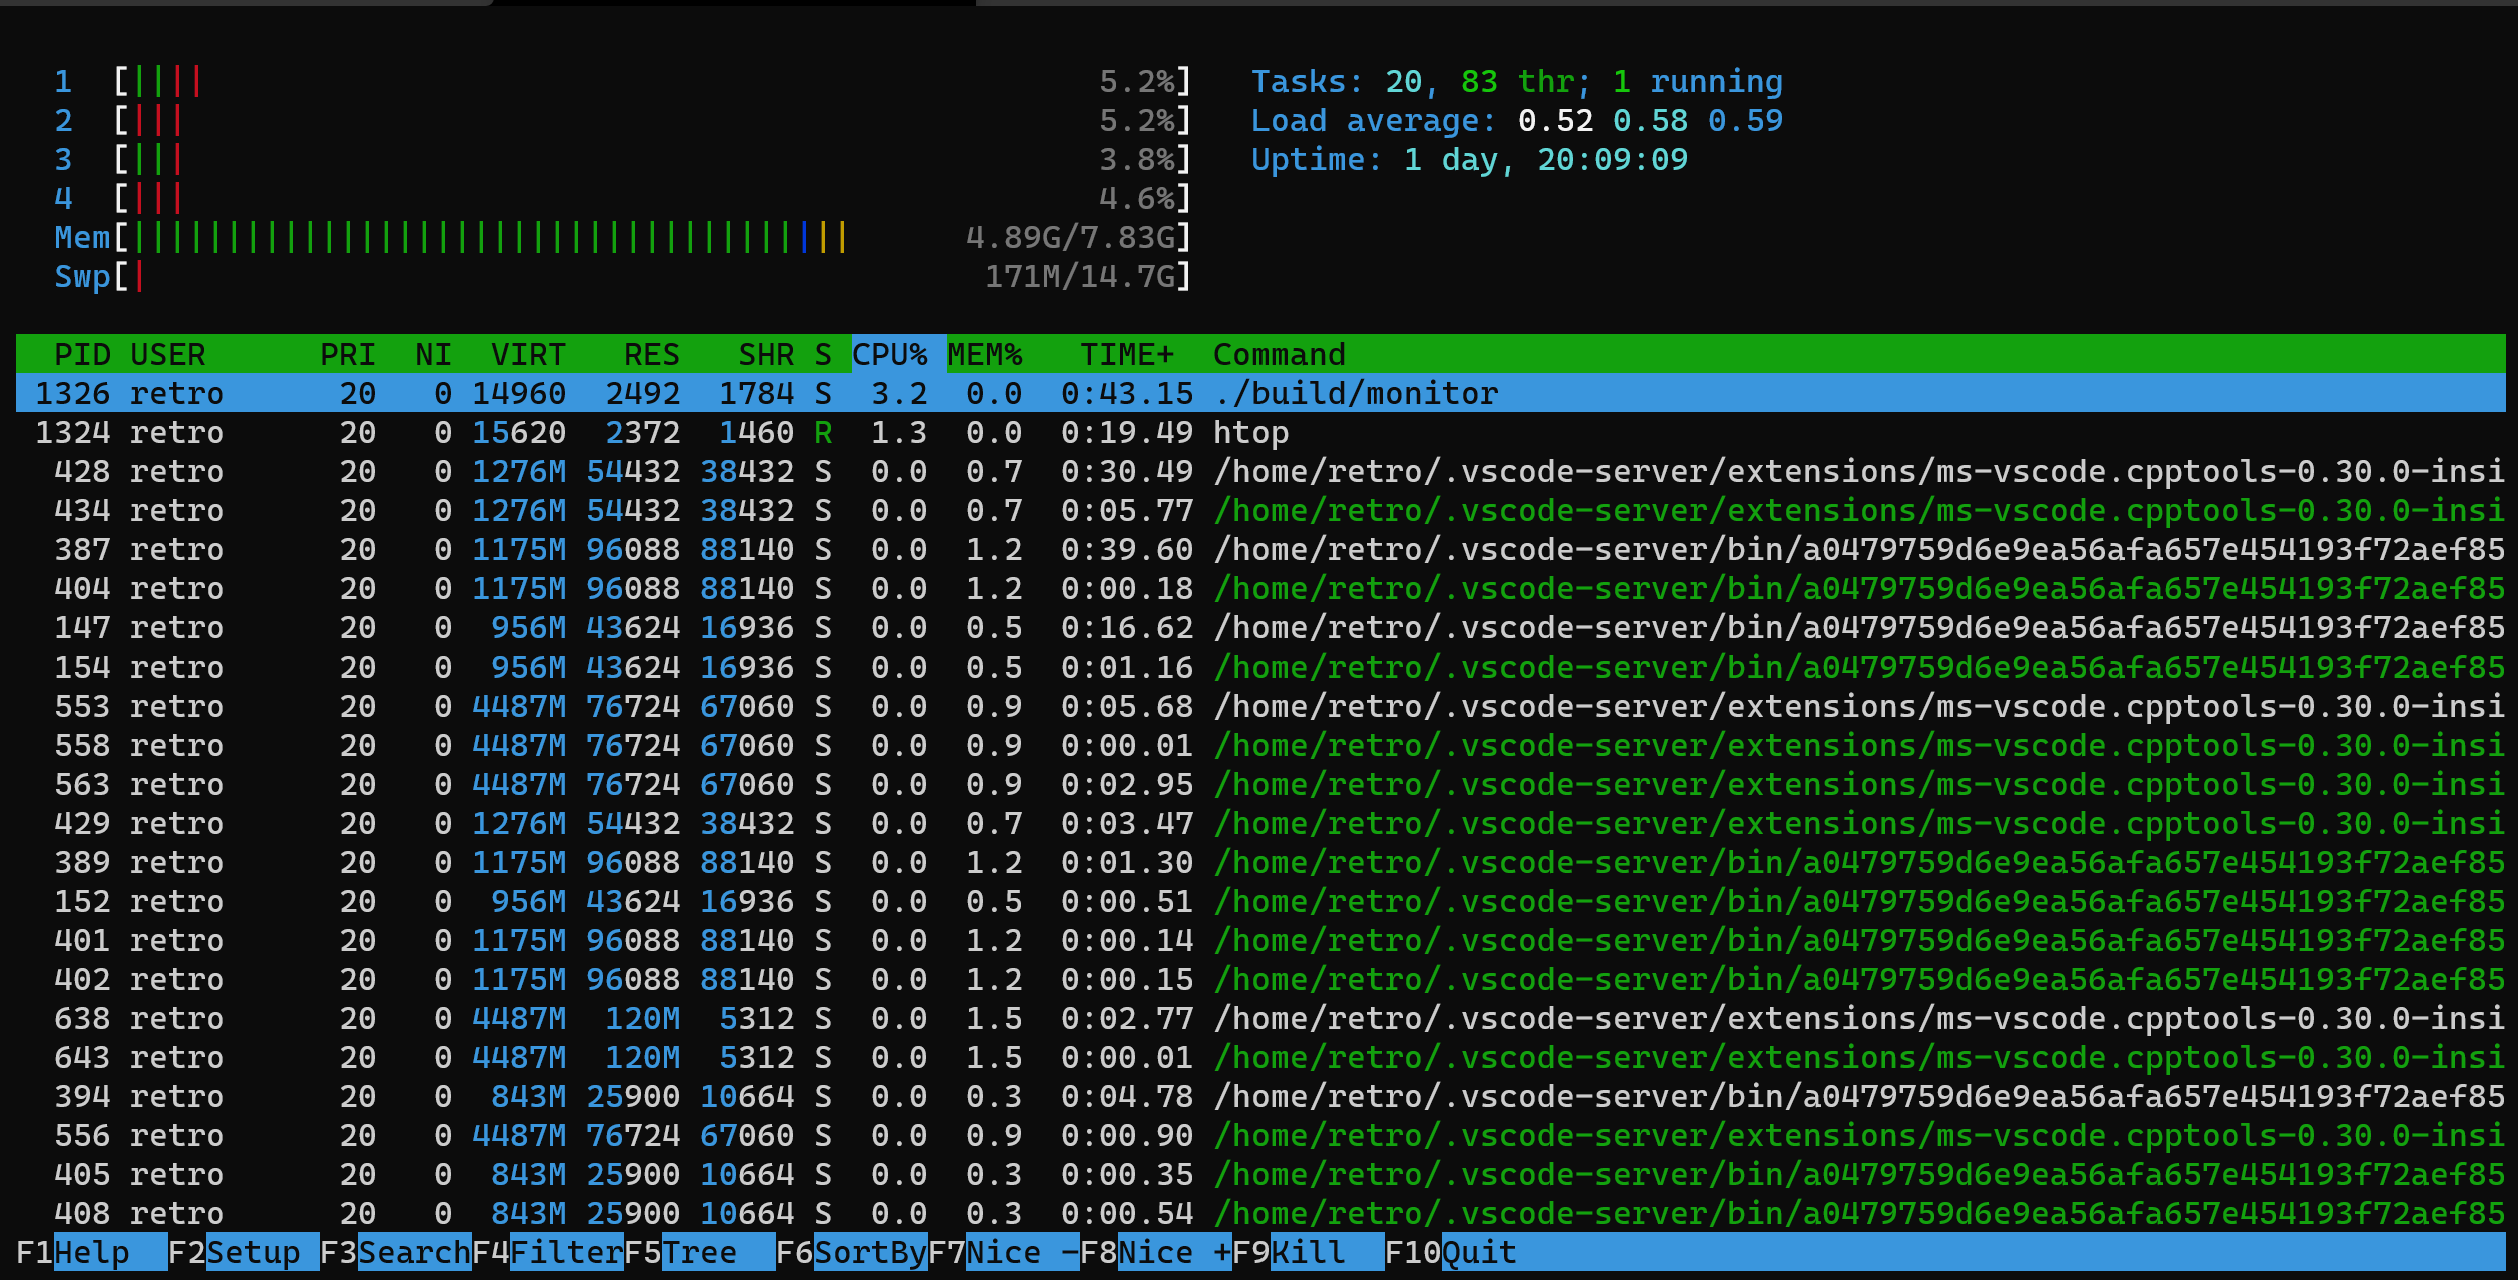 1 [|||| 5.2%] Tasks: 20, 83 thr; 1 running
2 [||| 5.2%] Load average: 0.52 0.58 0.59
3 [||| 3.8%] Uptime: 1 day, 20:09:09
4 [||| 4.6%]
Mem[|||||||||||||||||||||||||||||||||||||| 4.89G/7.83G]
Swp[| 171M/14.7G]
PID USER PRI NI VIRT RES SHR S CPU% MEM% TIME+ Command
1326 retro 20 0 14960 2492 1784 S 3.2 0.0 0:43.15 ./build/monitor
1324 retro 20 0 15620 2372 1460 R 1.3 0.0 0:19.49 htop
428 retro 20 0 1276M 54432 38432 S 0.0 0.7 0:30.49 /home/retro/.vscode-server/extensions/ms-vscode.cpptools-0.30.0-insi
434 retro 20 0 1276M 54432 38432 S 0.0 0.7 0:05.77 /home/retro/.vscode-server/extensions/ms-vscode.cpptools-0.30.0-insi
387 retro 20 0 1175M 96088 88140 S 0.0 1.2 0:39.60 /home/retro/.vscode-server/bin/a0479759d6e9ea56afa657e454193f72aef85
404 retro 20 0 1175M 96088 88140 S 0.0 1.2 0:00.18 /home/retro/.vscode-server/bin/a0479759d6e9ea56afa657e454193f72aef85
147 retro 20 0 956M 43624 16936 S 0.0 0.5 0:16.62 /home/retro/.vscode-server/bin/a0479759d6e9ea56afa657e454193f72aef85
154 retro 20 0 956M 43624 16936 S 0.0 0.5 0:01.16 /home/retro/.vscode-server/bin/a0479759d6e9ea56afa657e454193f72aef85
553 retro 20 0 4487M 76724 67060 S 0.0 0.9 0:05.68 /home/retro/.vscode-server/extensions/ms-vscode.cpptools-0.30.0-insi
558 retro 20 0 4487M 76724 67060 S 0.0 0.9 0:00.01 /home/retro/.vscode-server/extensions/ms-vscode.cpptools-0.30.0-insi
563 retro 20 0 4487M 76724 67060 S 0.0 0.9 0:02.95 /home/retro/.vscode-server/extensions/ms-vscode.cpptools-0.30.0-insi
429 retro 20 0 1276M 54432 38432 S 0.0 0.7 0:03.47 /home/retro/.vscode-server/extensions/ms-vscode.cpptools-0.30.0-insi
389 retro 20 0 1175M 96088 88140 S 0.0 1.2 0:01.30 /home/retro/.vscode-server/bin/a0479759d6e9ea56afa657e454193f72aef85
152 retro 20 0 956M 43624 16936 S 0.0 0.5 0:00.51 /home/retro/.vscode-server/bin/a0479759d6e9ea56afa657e454193f72aef85
401 retro 20 0 1175M 96088 88140 S 0.0 1.2 0:00.14 /home/retro/.vscode-server/bin/a0479759d6e9ea56afa657e454193f72aef85
402 retro 20 0 1175M 96088 88140 S 0.0 1.2 0:00.15 /home/retro/.vscode-server/bin/a0479759d6e9ea56afa657e454193f72aef85
638 retro 20 0 4487M 120M 5312 S 0.0 1.5 0:02.77 /home/retro/.vscode-server/extensions/ms-vscode.cpptools-0.30.0-insi
643 retro 20 0 4487M 120M 5312 S 0.0 1.5 0:00.01 /home/retro/.vscode-server/extensions/ms-vscode.cpptools-0.30.0-insi
394 retro 20 0 843M 25900 10664 S 0.0 0.3 0:04.78 /home/retro/.vscode-server/bin/a0479759d6e9ea56afa657e454193f72aef85
556 retro 20 0 4487M 76724 67060 S 0.0 0.9 0:00.90 /home/retro/.vscode-server/extensions/ms-vscode.cpptools-0.30.0-insi
405 retro 20 0 843M 25900 10664 S 0.0 0.3 0:00.35 /home/retro/.vscode-server/bin/a0479759d6e9ea56afa657e454193f72aef85
408 retro 20 0 843M 25900 10664 S 0.0 0.3 0:00.54 /home/retro/.vscode-server/bin/a0479759d6e9ea56afa657e454193f72aef85
F1Help F2Setup F3SearchF4FilterF5Tree F6SortByF7Nice -F8Nice +F9Kill F10Quit